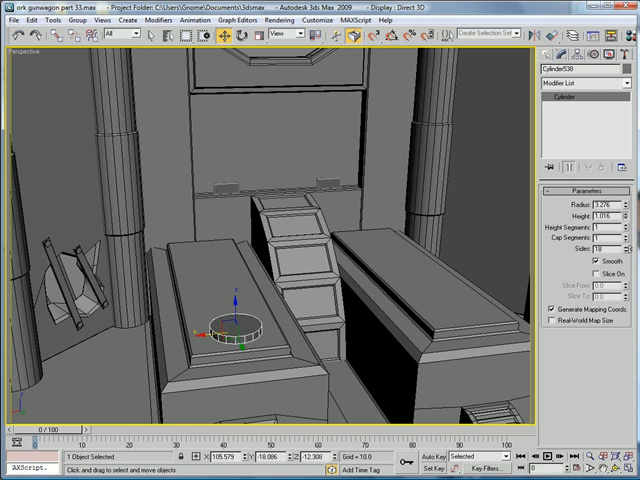 ork gunwagon part 33.max - Project Folder: C:\Users\Gnome\Documents\3dsmax - Autodesk 3ds Max 2009 - Display : Direct 3D
File Edit Tools Group Views Create Modifiers Animation Graph Editors Rendering Customize MAXScript Help
All View Create Selection Set
Perspective
Cylinder538
Modifier List
Cylinder
Parameters
Radius: 3.276
Height: 1.016
Height Segments: 1
Cap Segments: 1
Sides: 18
Smooth
Slice On
Slice From: 0.0
Slice To: 0.0
Generate Mapping Coords.
Real-World Map Size
z
x
0 / 100
0 10 20 30 40 50 60 70 80 90 100
1 Object Selected X: 105.579 Y: -18.086 Z: -12.308 Grid = 10.0 Auto Key Selected
AXScript. Click and drag to select and move objects Add Time Tag Set Key Key Filters... 0